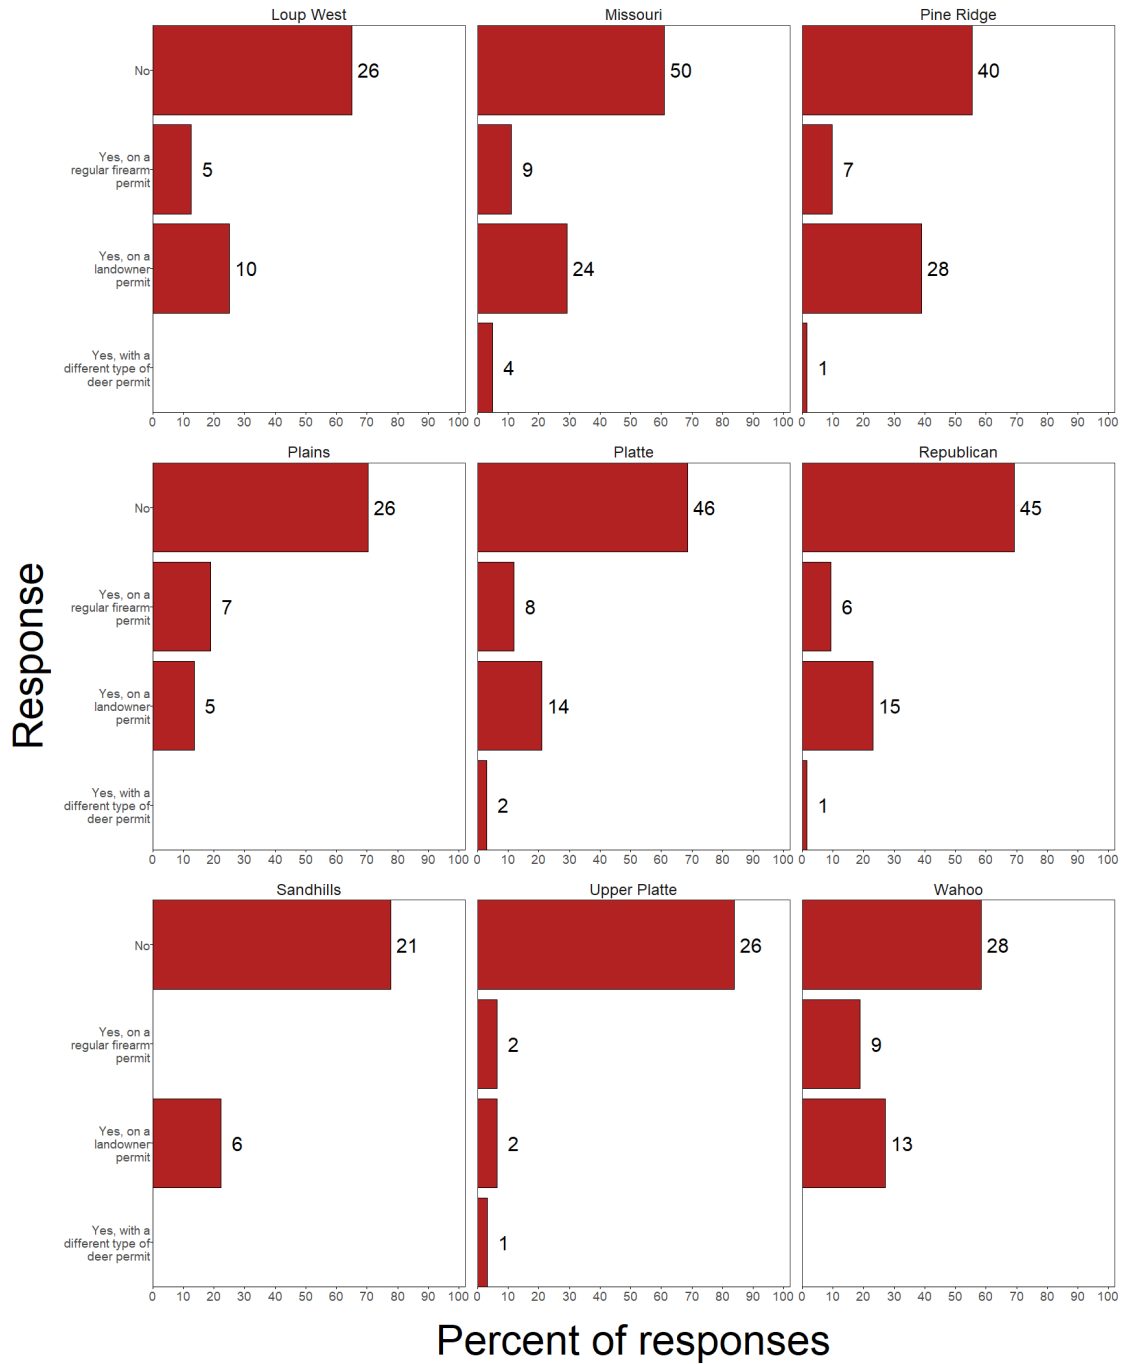 Loup West
Missouri
Pine Ridge
No
26
50
40
Yes, on a
regular firearm
permit
5
9
7
Yes, on a
landowner
permit
10
24
28
Yes, with a
different type of
deer permit
4
1
0 10 20 30 40 50 60 70 80 90 100
0 10 20 30 40 50 60 70 80 90 100
0 10 20 30 40 50 60 70 80 90 100
Plains
Platte
Republican
No
26
46
45
Yes, on a
regular firearm
permit
7
8
6
Yes, on a
landowner
permit
5
14
15
Yes, with a
different type of
deer permit
2
1
0 10 20 30 40 50 60 70 80 90 100
0 10 20 30 40 50 60 70 80 90 100
0 10 20 30 40 50 60 70 80 90 100
Response
Sandhills
Upper Platte
Wahoo
No
21
26
28
Yes, on a
regular firearm
permit
2
9
Yes, on a
landowner
permit
6
2
13
Yes, with a
different type of
deer permit
1
0 10 20 30 40 50 60 70 80 90 100
0 10 20 30 40 50 60 70 80 90 100
0 10 20 30 40 50 60 70 80 90 100
Percent of responses